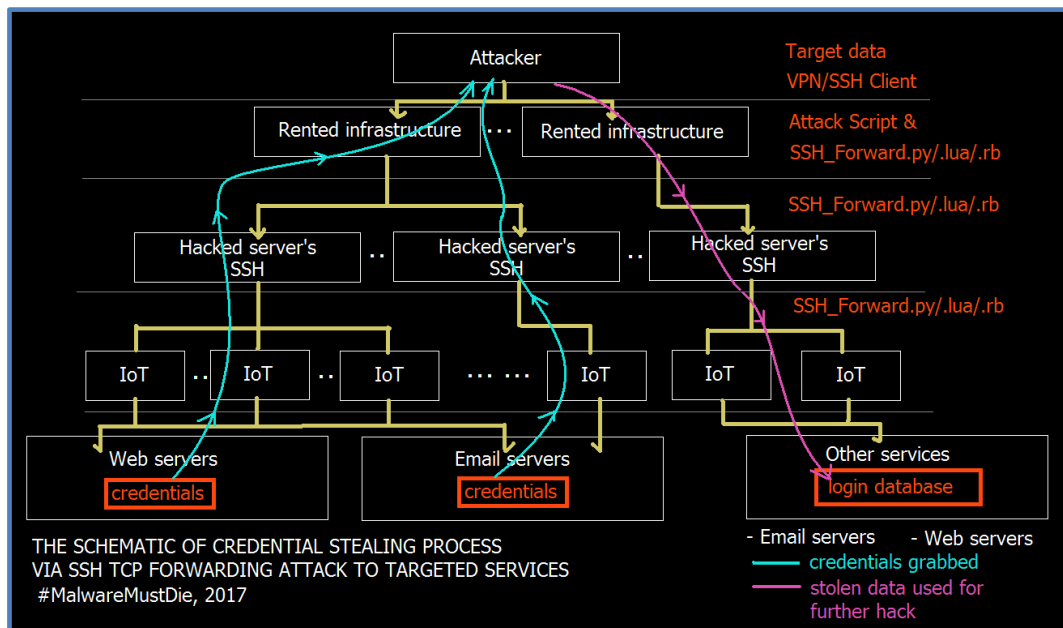 Attacker
Target data
VPN/SSH Client
Rented infrastructure
...
Rented infrastructure
Attack Script &
SSH_Forward.py/.lua/.rb
SSH_Forward.py/.lua/.rb
Hacked server's
SSH
..
Hacked server's
SSH
..
Hacked server's
SSH
SSH_Forward.py/.lua/.rb
IoT
..
IoT
..
IoT
... ...
IoT
IoT
IoT
Web servers
credentials
Email servers
credentials
Other services
login database
- Email servers
- Web servers
THE SCHEMATIC OF CREDENTIAL STEALING PROCESS
VIA SSH TCP FORWARDING ATTACK TO TARGETED SERVICES
#MalwareMustDie, 2017
credentials grabbed
stolen data used for
further hack